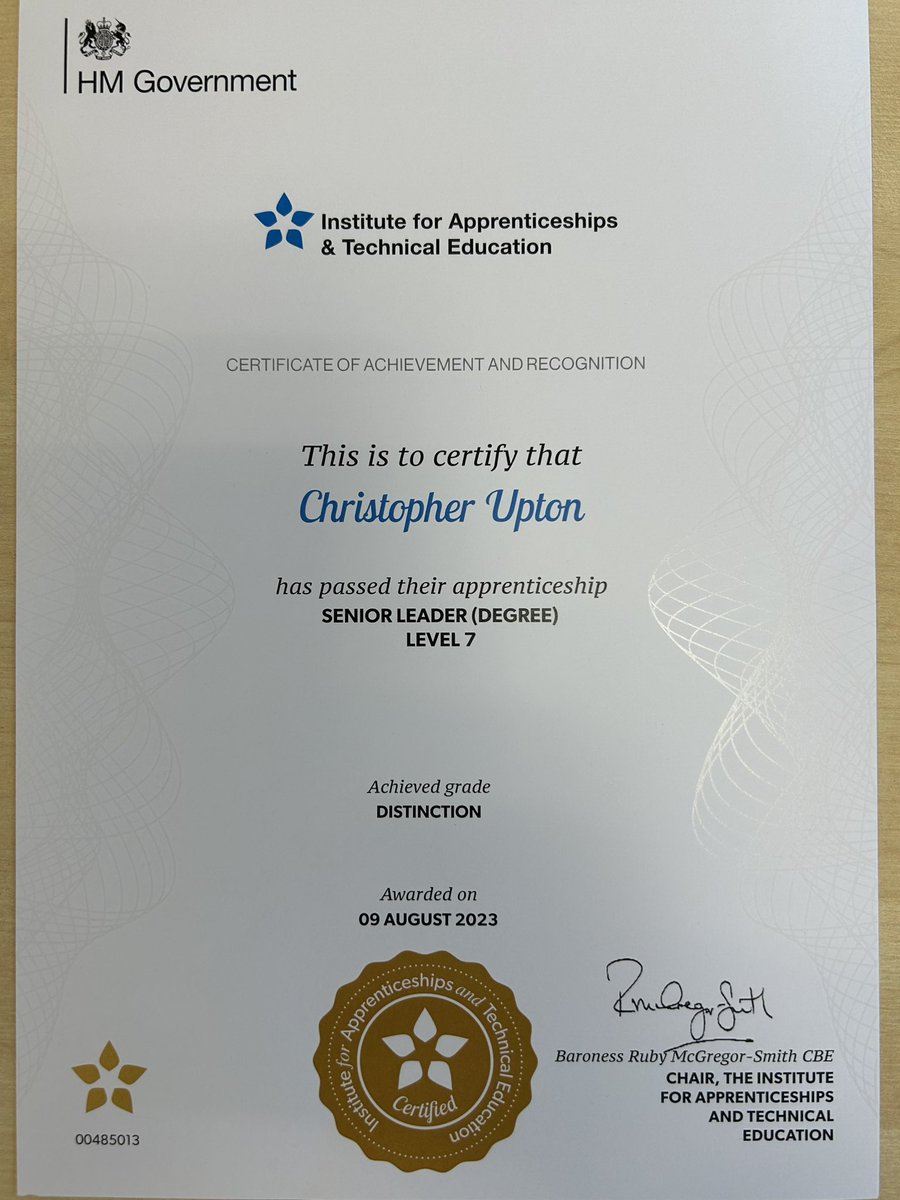 HM Government
Institute for Apprenticeships
& Technical Education
CERTIFICATE OF ACHIEVEMENT AND RECOGNITION
This is to certify that
Christopher Upton
has passed their apprenticeship
SENIOR LEADER (DEGREE)
LEVEL 7
Achieved grade
DISTINCTION
Awarded on
09 AUGUST 2023
Institute for Apprenticeships and Technical Education
Certified
00485013
RMcGregor-Smith
Baroness Ruby McGregor-Smith CBE
CHAIR, THE INSTITUTE
FOR APPRENTICESHIPS
AND TECHNICAL
EDUCATION